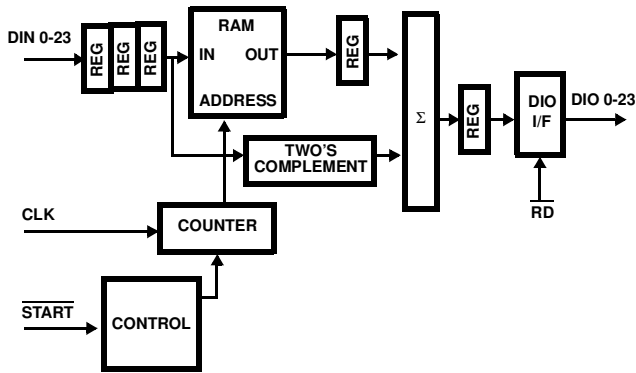 DIN 0-23
REG
REG
REG
RAM
IN
OUT
ADDRESS
REG
TWO'S
COMPLEMENT
Σ
REG
DIO
I/F
DIO 0-23
RD
CLK
COUNTER
START
CONTROL